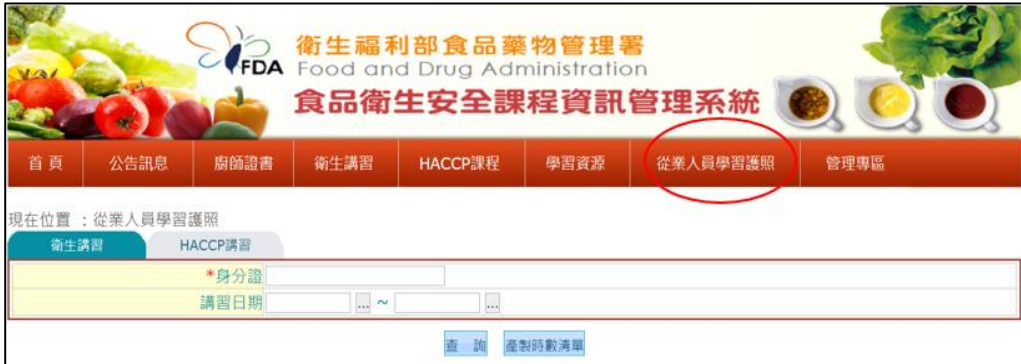 FDA
衛生福利部食品藥物管理署
Food and Drug Administration
食品衛生安全課程資訊管理系統
首頁 公告訊息 廚師證書 衛生講習 HACCP課程 學習資源 從業人員學習護照 管理專區
現在位置 ：從業人員學習護照
衛生講習 HACCP講習
*身分證
講習日期 ... ~ ...
查 詢 產製時數清單